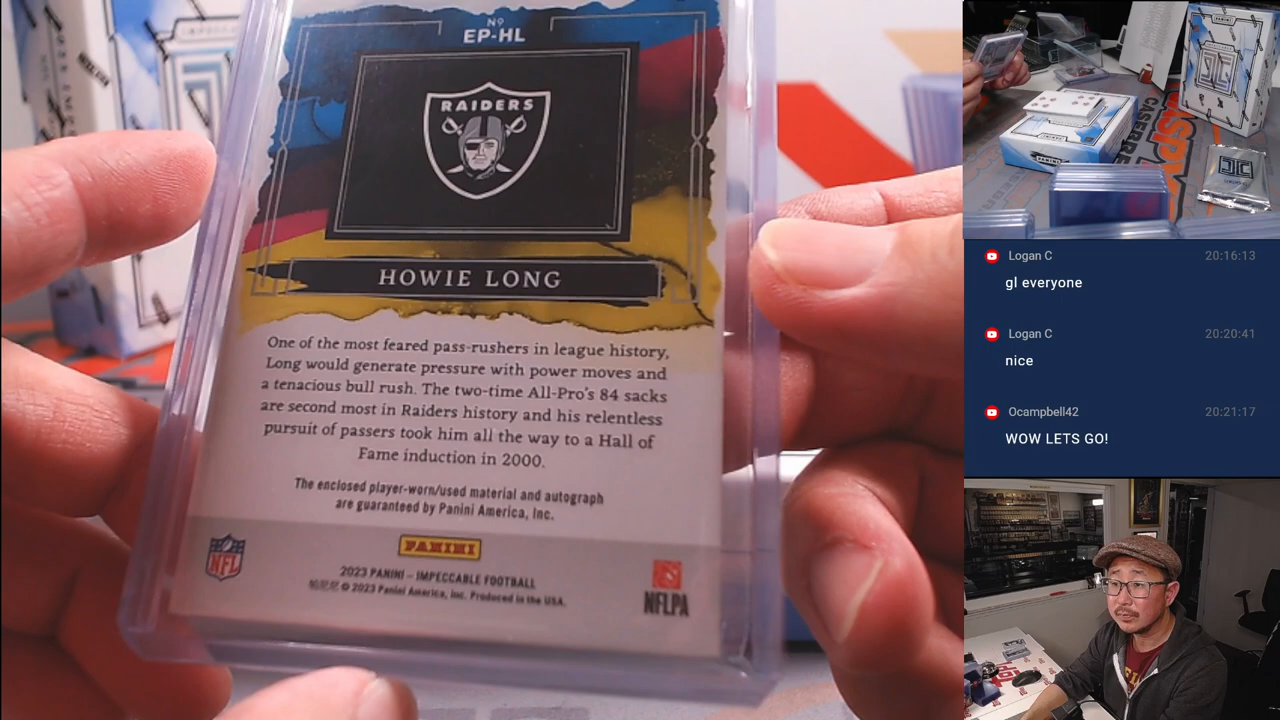 Nº
EP-HL
RAIDERS
HOWIE LONG
One of the most feared pass-rushers in league history,
Long would generate pressure with power moves and
a tenacious bull rush. The two-time All-Pro's 84 sacks
are second most in Raiders history and his relentless
pursuit of passers took him all the way to a Hall of
Fame induction in 2000.
The enclosed player-worn/used material and autograph
are guaranteed by Panini America, Inc.
NFL
PANINI
2023 PANINI – IMPECCABLE FOOTBALL
© 2023 Panini America, Inc. Produced in the USA.
NFLPA
Logan C 20:16:13
gl everyone
Logan C 20:20:41
nice
Ocampbell42 20:21:17
WOW LETS GO!